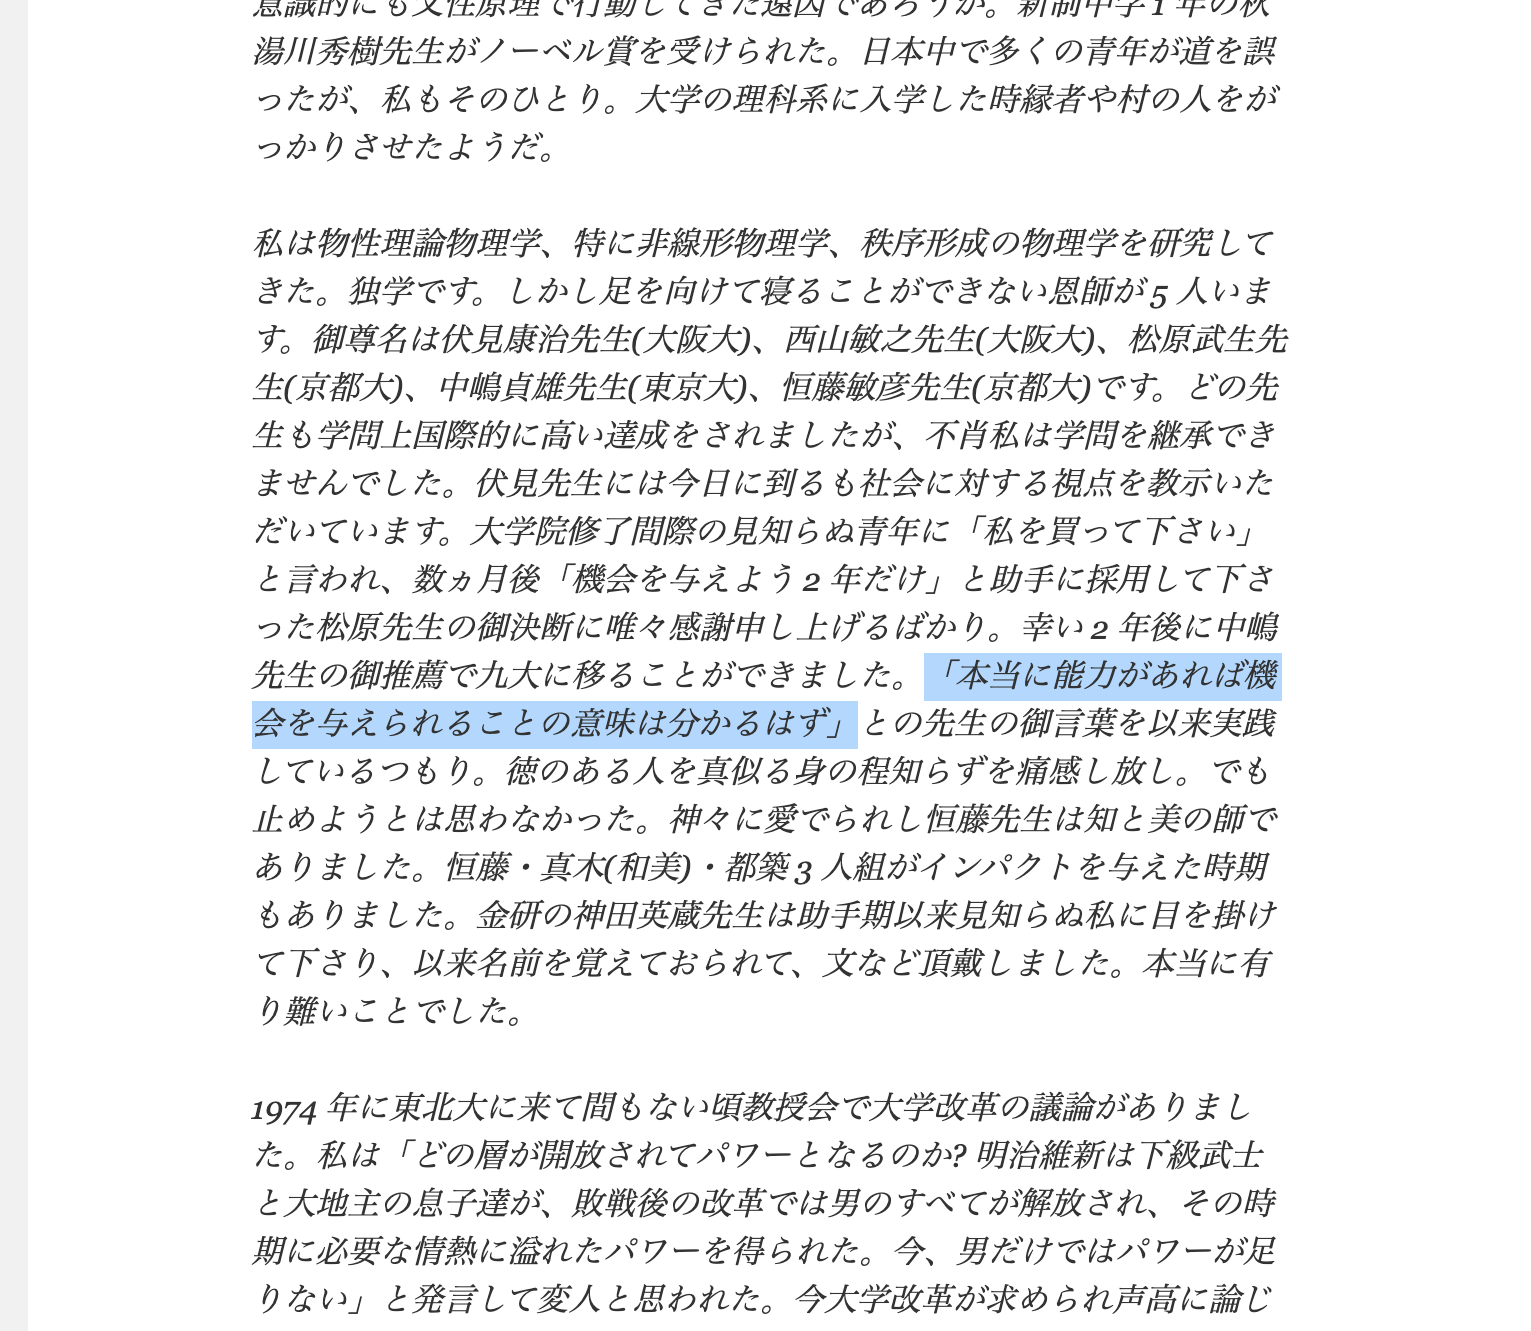 意識的にも女性原理で行動してきた遠因であろうか。新制中学 1 年の秋
湯川秀樹先生がノーベル賞を受けられた。日本中で多くの青年が道を誤
ったが、私もそのひとり。大学の理科系に入学した時縁者や村の人をが
っかりさせたようだ。
私は物性理論物理学、特に非線形物理学、秩序形成の物理学を研究して
きた。独学です。しかし足を向けて寝ることができない恩師が 5 人いま
す。御尊名は伏見康治先生(大阪大)、西山敏之先生(大阪大)、松原武生先
生(京都大)、中嶋貞雄先生(東京大)、恒藤敏彦先生(京都大)です。どの先
生も学問上国際的に高い達成をされましたが、不肖私は学問を継承でき
ませんでした。伏見先生には今日に到るも社会に対する視点を教示いた
だいています。大学院修了間際の見知らぬ青年に「私を買って下さい」
と言われ、数ヵ月後「機会を与えよう 2 年だけ」と助手に採用して下さ
った松原先生の御決断に唯々感謝申し上げるばかり。幸い 2 年後に中嶋
先生の御推薦で九大に移ることができました。「本当に能力があれば機
会を与えられることの意味は分かるはず」との先生の御言葉を以来実践
しているつもり。徳のある人を真似る身の程知らずを痛感し放し。でも
止めようとは思わなかった。神々に愛でられし恒藤先生は知と美の師で
ありました。恒藤・真木(和美)・都築 3 人組がインパクトを与えた時期
もありました。金研の神田英蔵先生は助手期以来見知らぬ私に目を掛け
て下さり、以来名前を覚えておられて、文など頂戴しました。本当に有
り難いことでした。
1974 年に東北大に来て間もない頃教授会で大学改革の議論がありまし
た。私は「どの層が開放されてパワーとなるのか? 明治維新は下級武士
と大地主の息子達が、敗戦後の改革では男のすべてが解放され、その時
期に必要な情熱に溢れたパワーを得られた。今、男だけではパワーが足
りない」と発言して変人と思われた。今大学改革が求められ声高に論じ